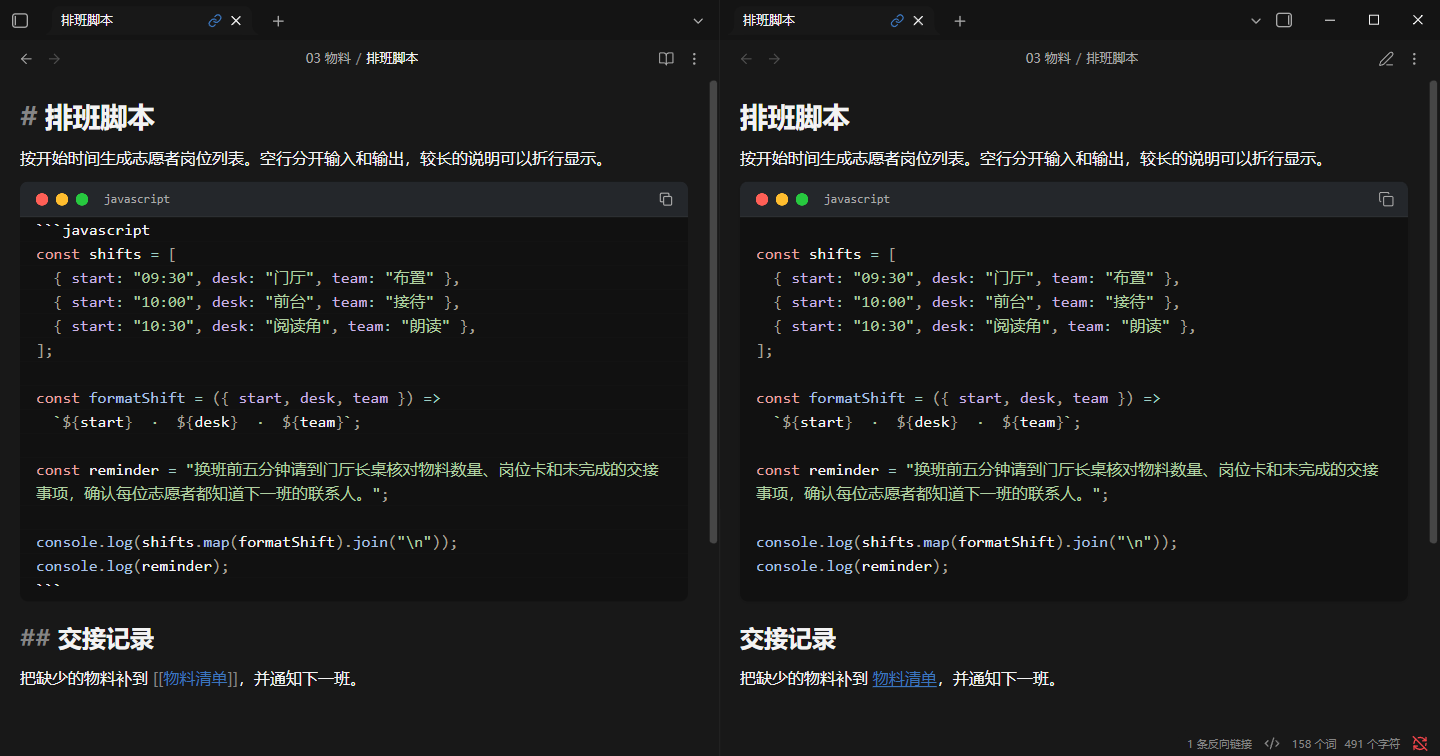 排班脚本
03 物料 / 排班脚本
# 排班脚本
按开始时间生成志愿者岗位列表。空行分开输入和输出，较长的说明可以折行显示。
javascript
```javascript
const shifts = [
  { start: "09:30", desk: "门厅", team: "布置" },
  { start: "10:00", desk: "前台", team: "接待" },
  { start: "10:30", desk: "阅读角", team: "朗读" },
];

const formatShift = ({ start, desk, team }) =>
  `${start}  ·  ${desk}  ·  ${team}`;

const reminder = "换班前五分钟请到门厅长桌核对物料数量、岗位卡和未完成的交接
事项，确认每位志愿者都知道下一班的联系人。";

console.log(shifts.map(formatShift).join("\n"));
console.log(reminder);
```
## 交接记录
把缺少的物料补到 [[物料清单]]，并通知下一班。
排班脚本
03 物料 / 排班脚本
排班脚本
按开始时间生成志愿者岗位列表。空行分开输入和输出，较长的说明可以折行显示。
javascript
const shifts = [
  { start: "09:30", desk: "门厅", team: "布置" },
  { start: "10:00", desk: "前台", team: "接待" },
  { start: "10:30", desk: "阅读角", team: "朗读" },
];

const formatShift = ({ start, desk, team }) =>
  `${start}  ·  ${desk}  ·  ${team}`;

const reminder = "换班前五分钟请到门厅长桌核对物料数量、岗位卡和未完成的交接
事项，确认每位志愿者都知道下一班的联系人。";

console.log(shifts.map(formatShift).join("\n"));
console.log(reminder);
交接记录
把缺少的物料补到 物料清单，并通知下一班。
1 条反向链接 158 个词 491 个字符